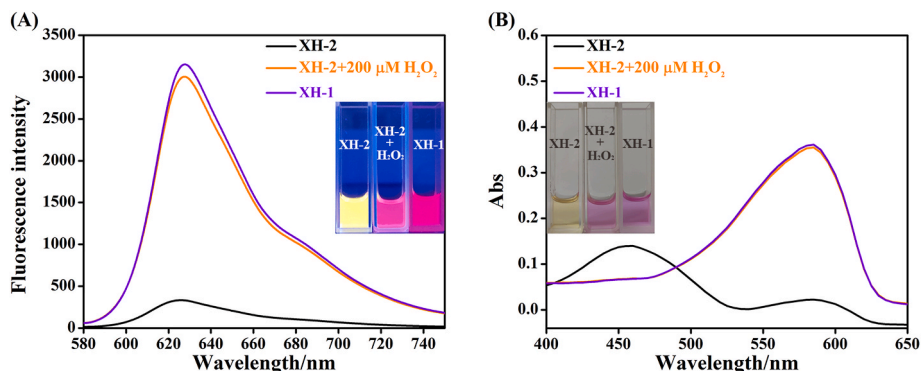 (A)
XH-2
XH-2+200 μM H₂O₂
XH-1
XH-2
XH-2
+
H₂O₂
XH-1
Fluorescence intensity
3500
3000
2500
2000
1500
1000
500
0
580 600 620 640 660 680 700 720 740
Wavelength/nm
(B)
XH-2
XH-2+200 μM H₂O₂
XH-1
XH-2
XH-2
+
H₂O₂
XH-1
Abs
0.6
0.5
0.4
0.3
0.2
0.1
0.0
400 450 500 550 600 650
Wavelength/nm